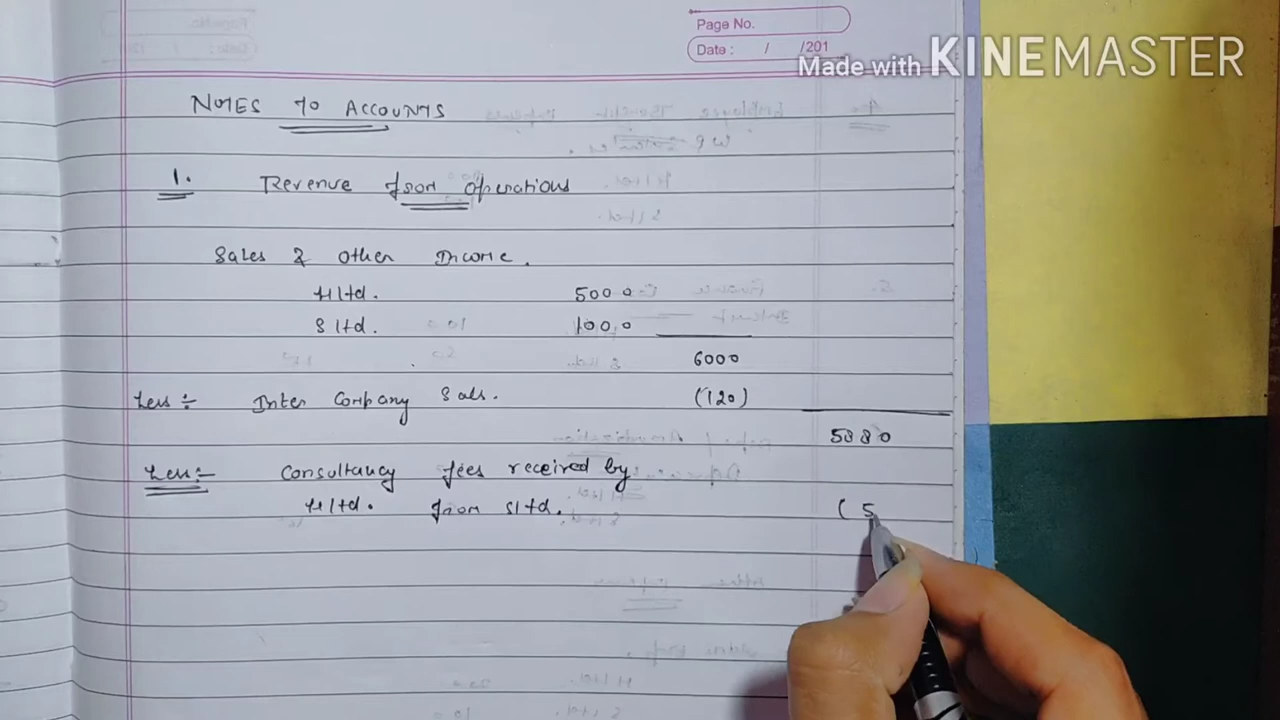 Page No.
Date : / /201
Made with KINEMASTER
NOTES TO ACCOUNTS
1. Revenue from Operations
Sales & Other Income.
H ltd. 5000
S ltd. 1000
6000
Less :- Inter Company Sals. (120)
5880
Less :- Consultancy fees received by
H ltd. from S ltd. ( 5